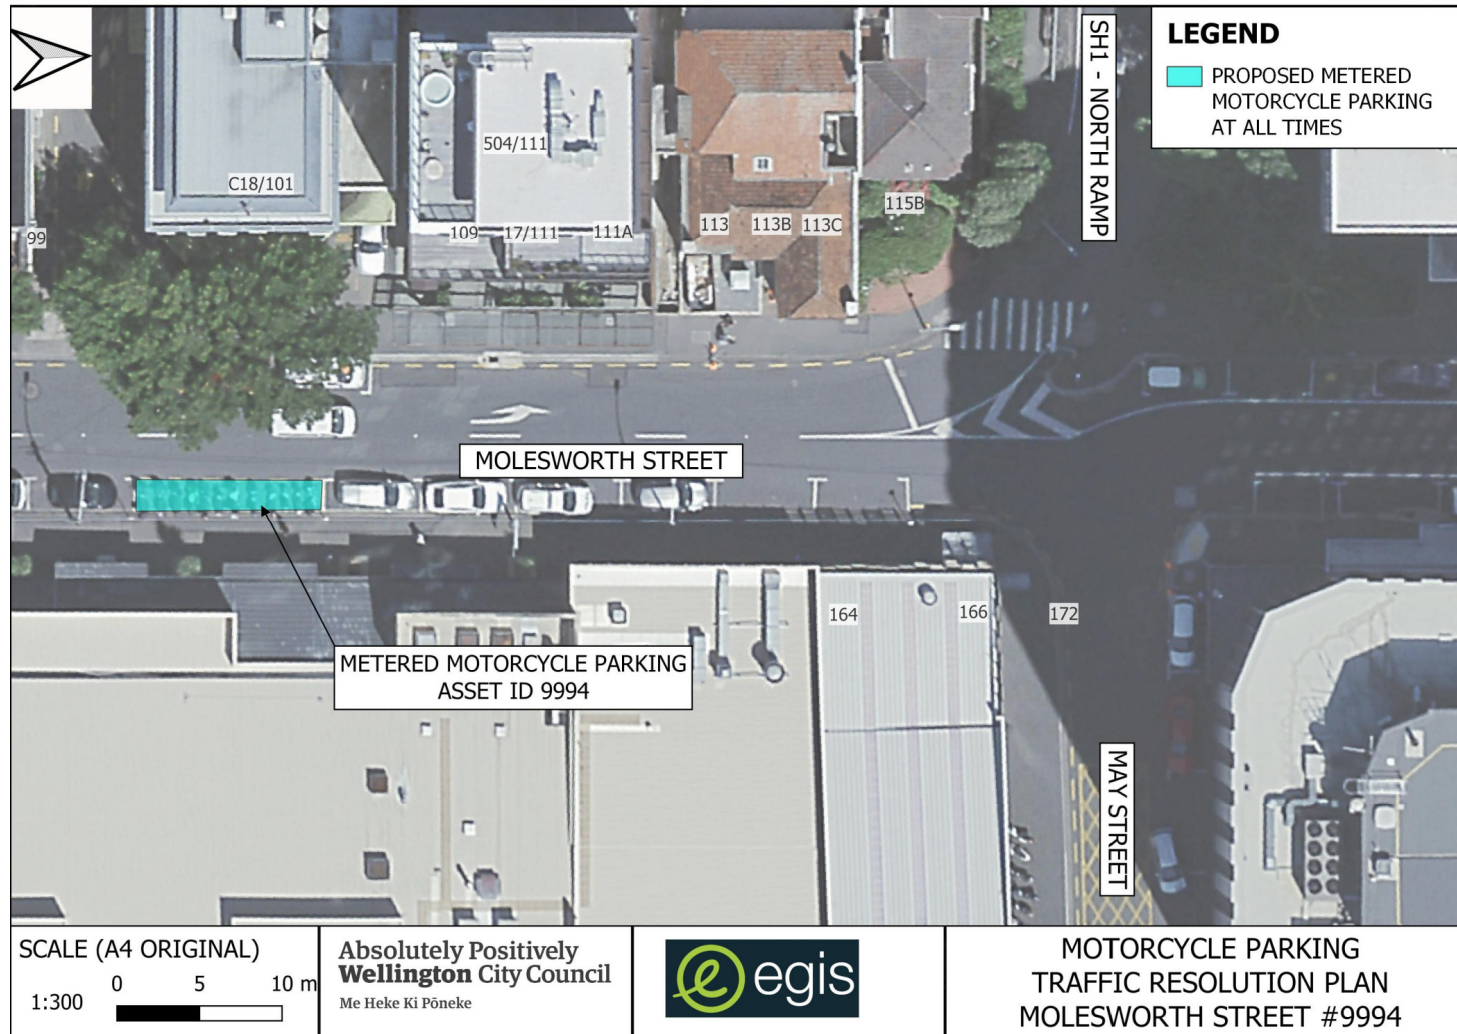 LEGEND
PROPOSED METERED
MOTORCYCLE PARKING
AT ALL TIMES
SH1 - NORTH RAMP
504/111
C18/101
99
109
17/111
111A
113
113B
113C
115B
MOLESWORTH STREET
164
166
172
METERED MOTORCYCLE PARKING
ASSET ID 9994
MAY STREET
SCALE (A4 ORIGINAL)
0 5 10 m
1:300
Absolutely Positively
Wellington City Council
Me Heke Ki Pōneke
e egis
MOTORCYCLE PARKING
TRAFFIC RESOLUTION PLAN
MOLESWORTH STREET #9994